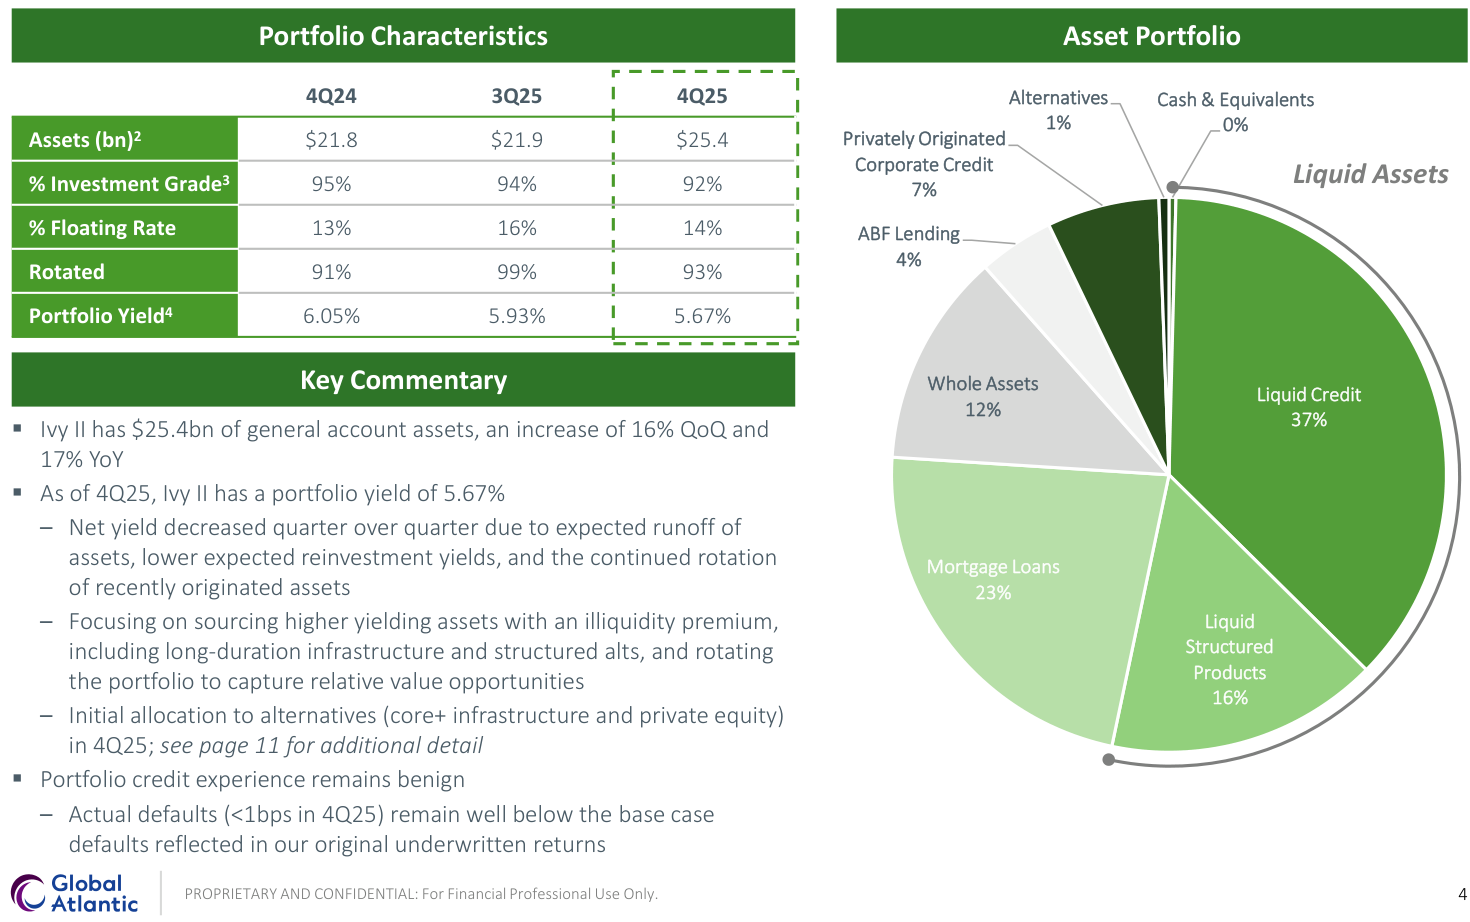 Portfolio Characteristics
4Q24 3Q25 4Q25
Assets (bn)2 $21.8 $21.9 $25.4
% Investment Grade3 95% 94% 92%
% Floating Rate 13% 16% 14%
Rotated 91% 99% 93%
Portfolio Yield4 6.05% 5.93% 5.67%
Key Commentary
▪ Ivy II has $25.4bn of general account assets, an increase of 16% QoQ and
17% YoY
▪ As of 4Q25, Ivy II has a portfolio yield of 5.67%
– Net yield decreased quarter over quarter due to expected runoff of
assets, lower expected reinvestment yields, and the continued rotation
of recently originated assets
– Focusing on sourcing higher yielding assets with an illiquidity premium,
including long-duration infrastructure and structured alts, and rotating
the portfolio to capture relative value opportunities
– Initial allocation to alternatives (core+ infrastructure and private equity)
in 4Q25; see page 11 for additional detail
▪ Portfolio credit experience remains benign
– Actual defaults (<1bps in 4Q25) remain well below the base case
defaults reflected in our original underwritten returns
Asset Portfolio
Alternatives
1%
Cash & Equivalents
0%
Privately Originated
Corporate Credit
7%
Liquid Assets
ABF Lending
4%
Whole Assets
12%
Liquid Credit
37%
Mortgage Loans
23%
Liquid
Structured
Products
16%
Global
Atlantic
PROPRIETARY AND CONFIDENTIAL: For Financial Professional Use Only.
4